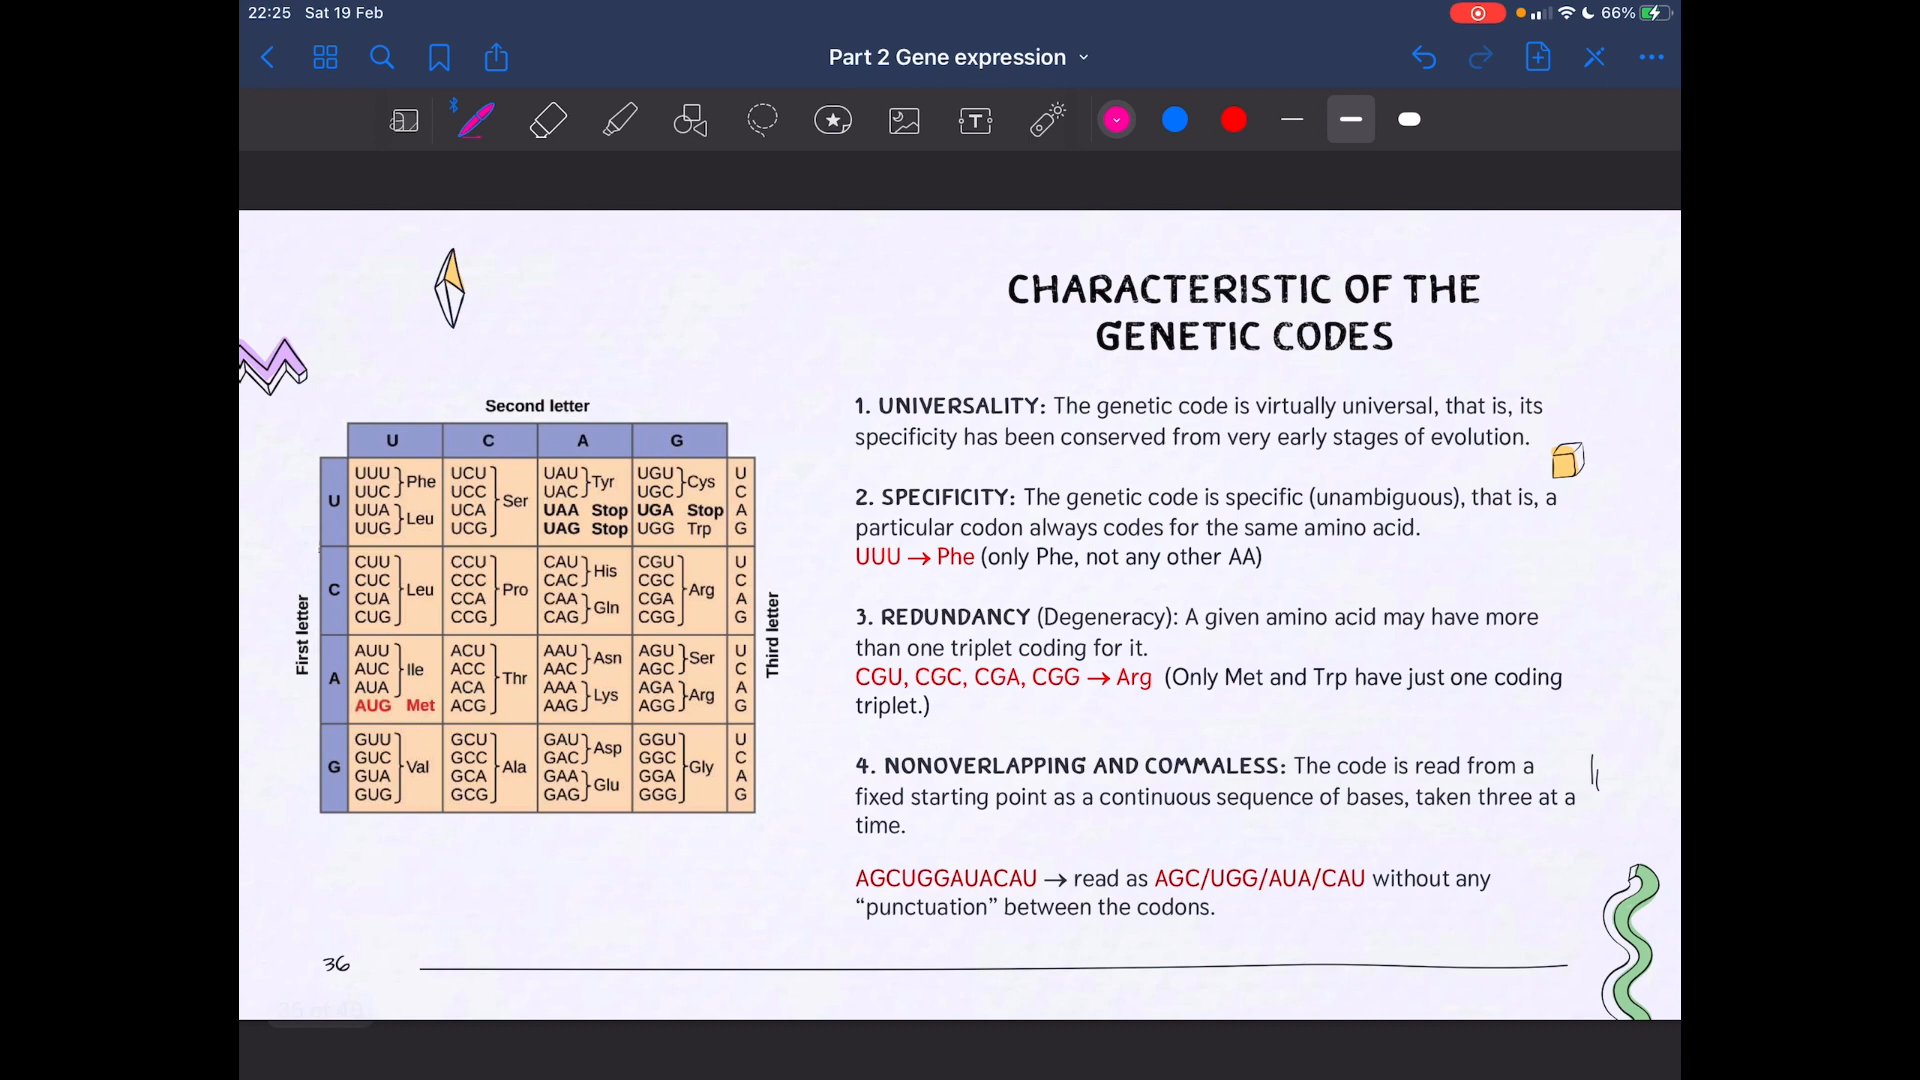 22:25 Sat 19 Feb
66%
Part 2 Gene expression
CHARACTERISTIC OF THE
GENETIC CODES
Second letter
U C A G
First letter
Third letter
U
UUU UUC Phe
UUA UUG Leu
UCU UCC UCA UCG Ser
UAU UAC Tyr
UAA Stop
UAG Stop
UGU UGC Cys
UGA Stop
UGG Trp
U C A G
C
CUU CUC CUA CUG Leu
CCU CCC CCA CCG Pro
CAU CAC His
CAA CAG Gln
CGU CGC CGA CGG Arg
U C A G
A
AUU AUC AUA Ile
AUG Met
ACU ACC ACA ACG Thr
AAU AAC Asn
AAA AAG Lys
AGU AGC Ser
AGA AGG Arg
U C A G
G
GUU GUC GUA GUG Val
GCU GCC GCA GCG Ala
GAU GAC Asp
GAA GAG Glu
GGU GGC GGA GGG Gly
U C A G
1. UNIVERSALITY: The genetic code is virtually universal, that is, its
specificity has been conserved from very early stages of evolution.
2. SPECIFICITY: The genetic code is specific (unambiguous), that is, a
particular codon always codes for the same amino acid.
UUU → Phe (only Phe, not any other AA)
3. REDUNDANCY (Degeneracy): A given amino acid may have more
than one triplet coding for it.
CGU, CGC, CGA, CGG → Arg (Only Met and Trp have just one coding
triplet.)
4. NONOVERLAPPING AND COMMALESS: The code is read from a
fixed starting point as a continuous sequence of bases, taken three at a
time.
AGCUGGAUACAU → read as AGC/UGG/AUA/CAU without any
“punctuation” between the codons.
36